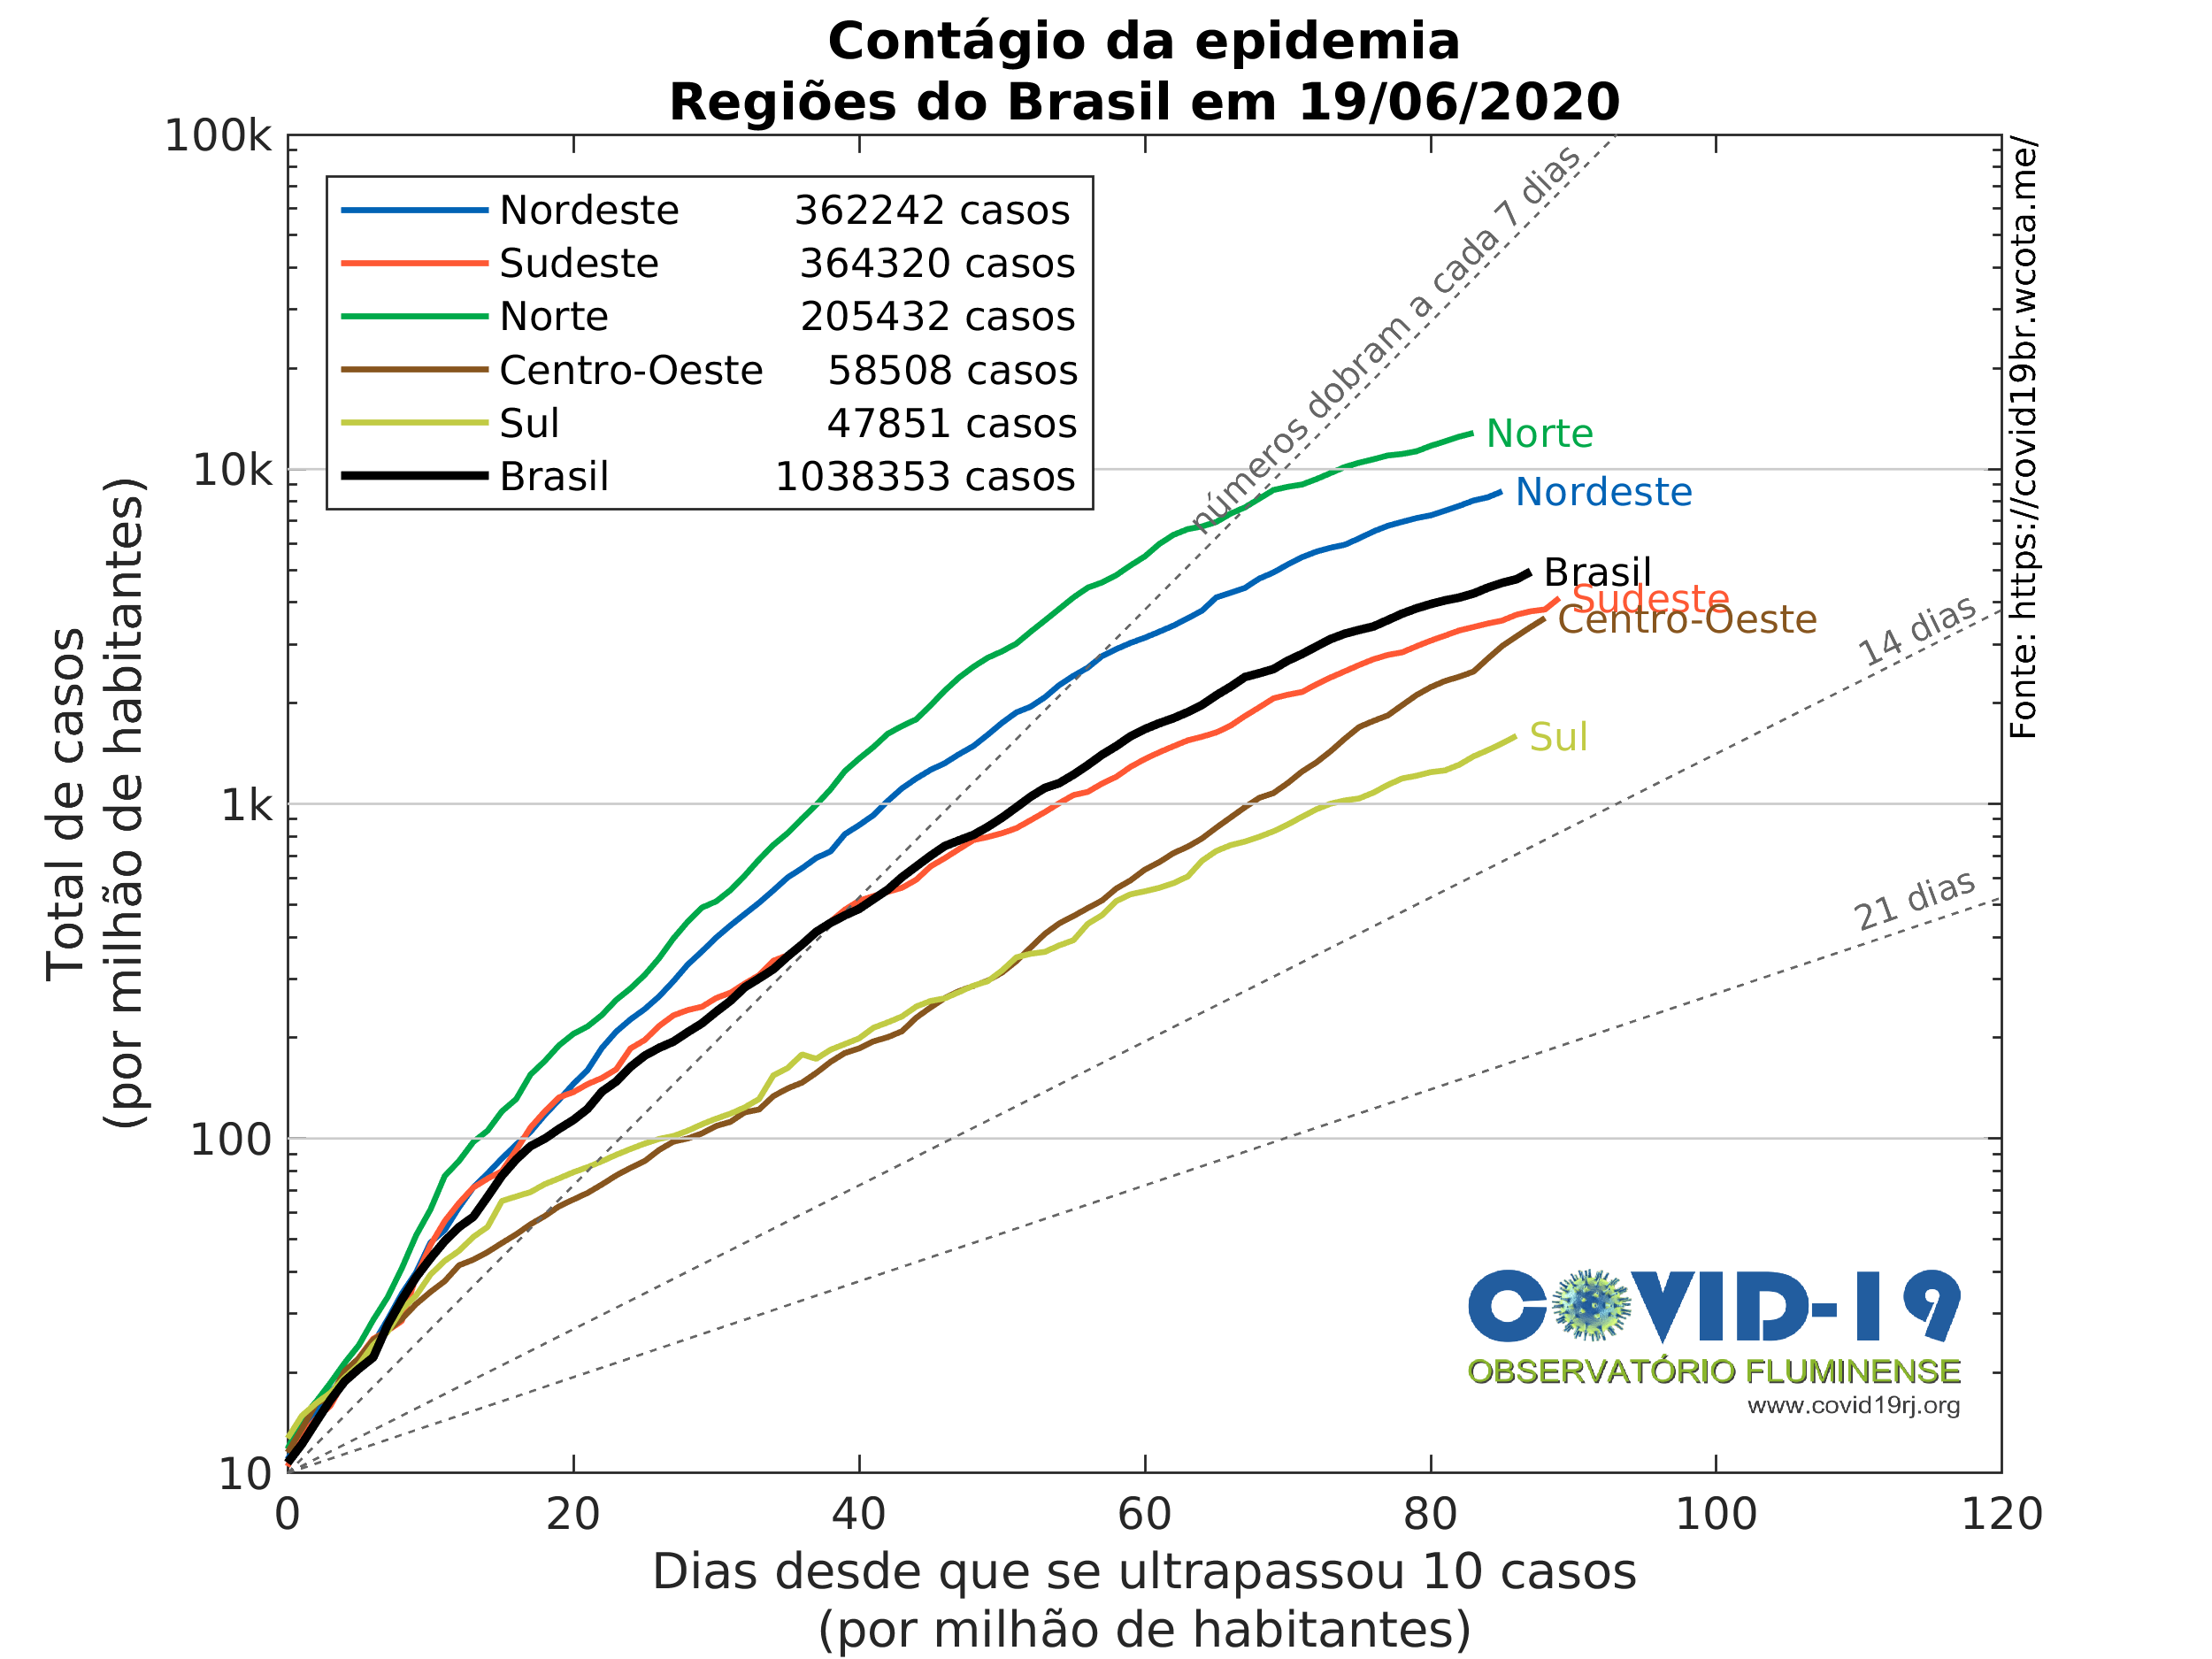 Contágio da epidemia
Regiões do Brasil em 19/06/2020
Total de casos
(por milhão de habitantes)
100k
10k
1k
100
10
Nordeste 362242 casos
Sudeste 364320 casos
Norte 205432 casos
Centro-Oeste 58508 casos
Sul 47851 casos
Brasil 1038353 casos
números dobram a cada 7 dias
14 dias
21 dias
Norte
Nordeste
Brasil
Sudeste
Centro-Oeste
Sul
Fonte: https://covid19br.wcota.me/
COVID-19
OBSERVATÓRIO FLUMINENSE
www.covid19rj.org
0 20 40 60 80 100 120
Dias desde que se ultrapassou 10 casos
(por milhão de habitantes)